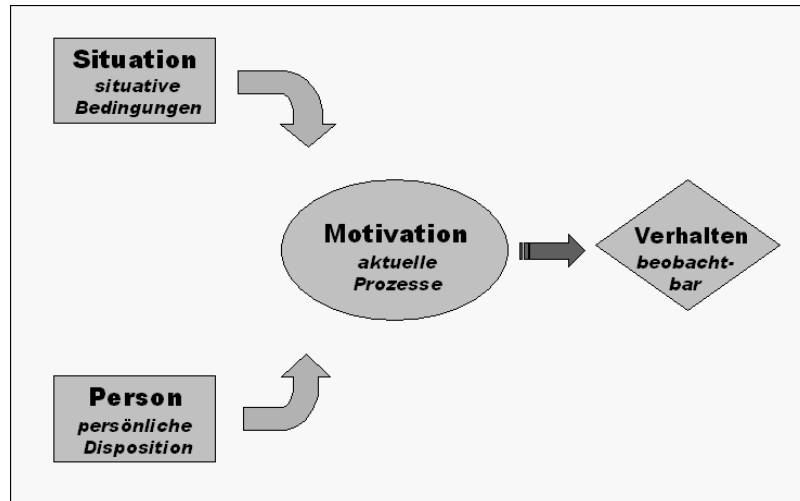 Situation
situative
Bedingungen
Motivation
aktuelle
Prozesse
Verhalten
beobacht-
bar
Person
persönliche
Disposition